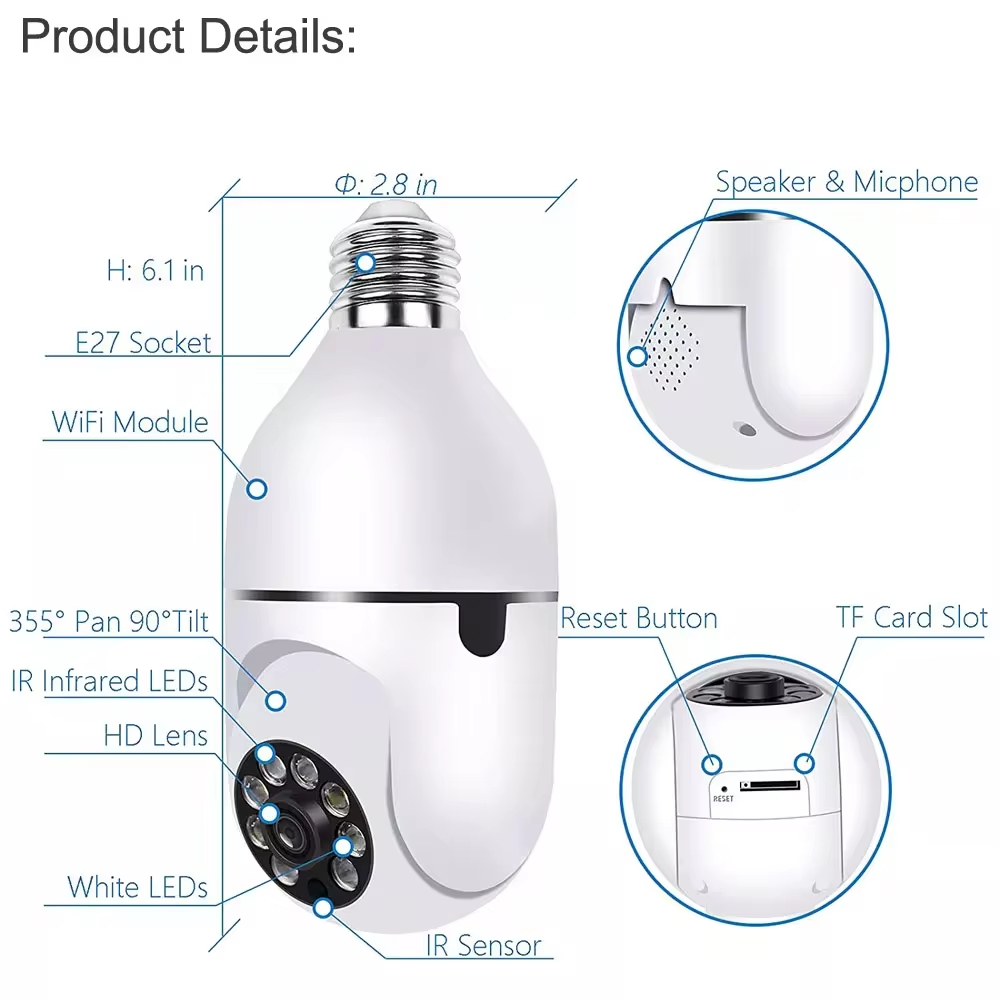 Product Details:
Φ: 2.8 in
Speaker & Micphone
H: 6.1 in
E27 Socket
WiFi Module
355° Pan 90°Tilt
Reset Button
TF Card Slot
IR Infrared LEDs
HD Lens
RESET
White LEDs
IR Sensor